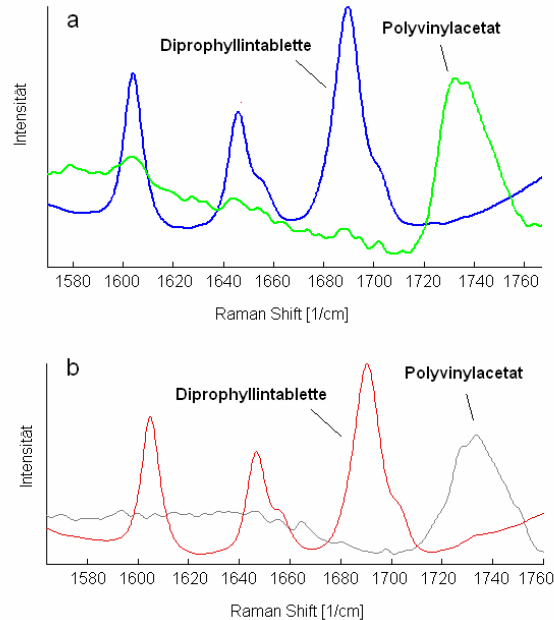 a
Diprophyllintablette
Polyvinylacetat
Intensität
1580 1600 1620 1640 1660 1680 1700 1720 1740 1760
Raman Shift [1/cm]
b
Diprophyllintablette
Polyvinylacetat
Intensität
1580 1600 1620 1640 1660 1680 1700 1720 1740 1760
Raman Shift [1/cm]